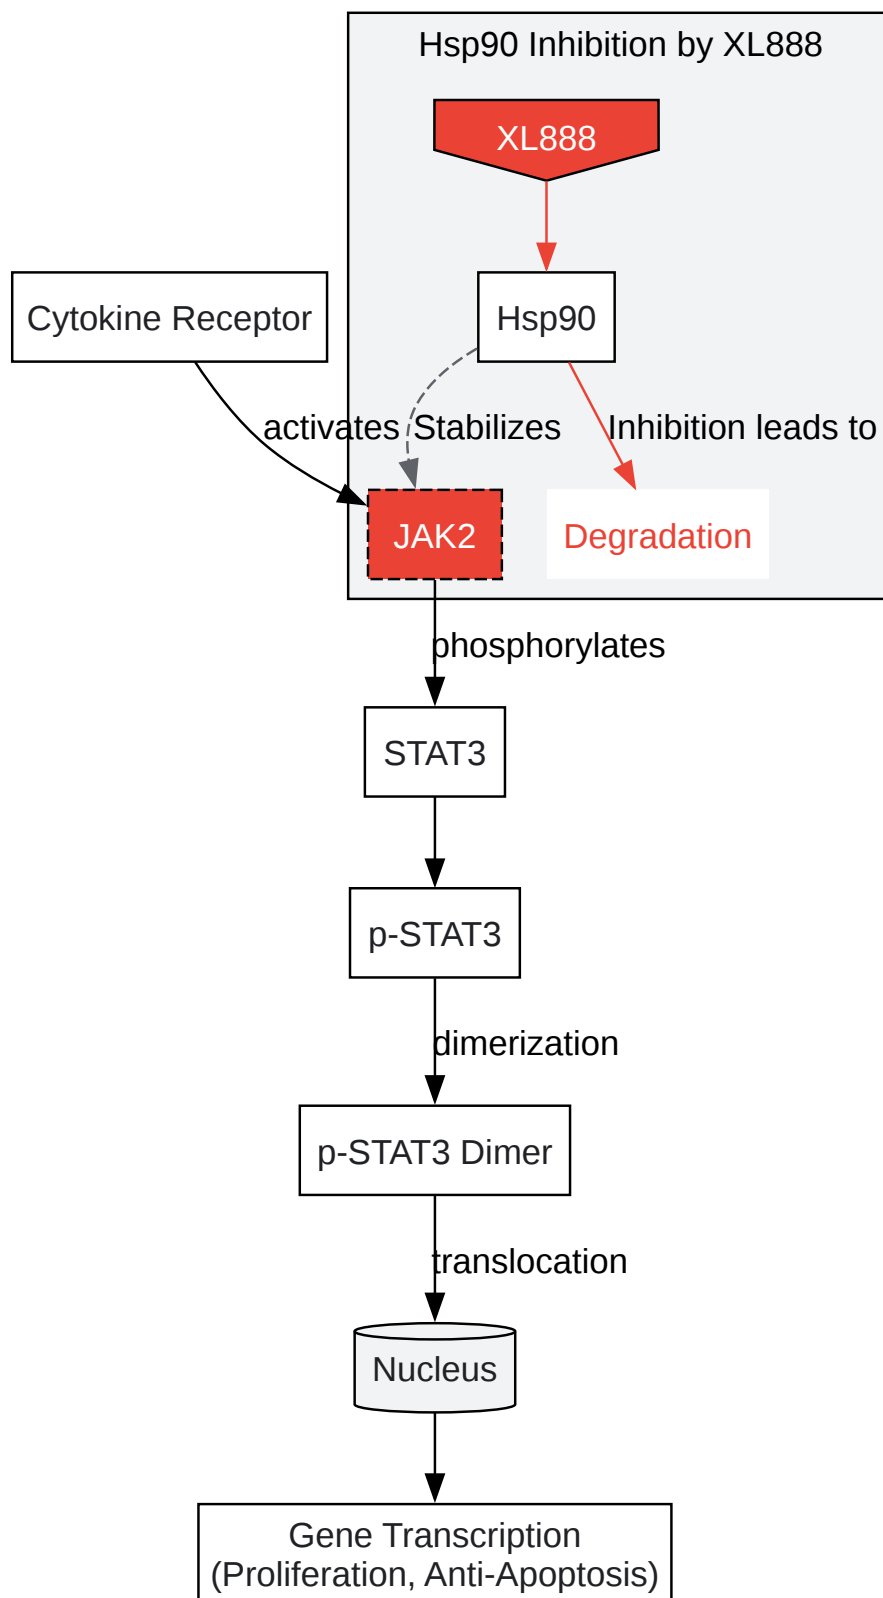 Hsp90 Inhibition by XL888
XL888
Cytokine Receptor
Hsp90
activates
Stabilizes
Inhibition leads to
JAK2
Degradation
phosphorylates
STAT3
p-STAT3
dimerization
p-STAT3 Dimer
translocation
Nucleus
Gene Transcription
(Proliferation, Anti-Apoptosis)